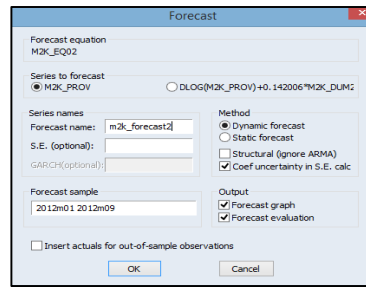 Forecast
Forecast equation
M2K_EQ02
Series to forecast
M2K_PROV
DLOG(M2K_PROV)+0.142006*M2K_DUM2
Series names
Forecast name: m2k_forecast2
S.E. (optional):
GARCH(optional):
Method
Dynamic forecast
Static forecast
Structural (ignore ARMA)
Coef uncertainty in S.E. calc
Forecast sample
2012m01 2012m09
Output
Forecast graph
Forecast evaluation
Insert actuals for out-of-sample observations
OK
Cancel